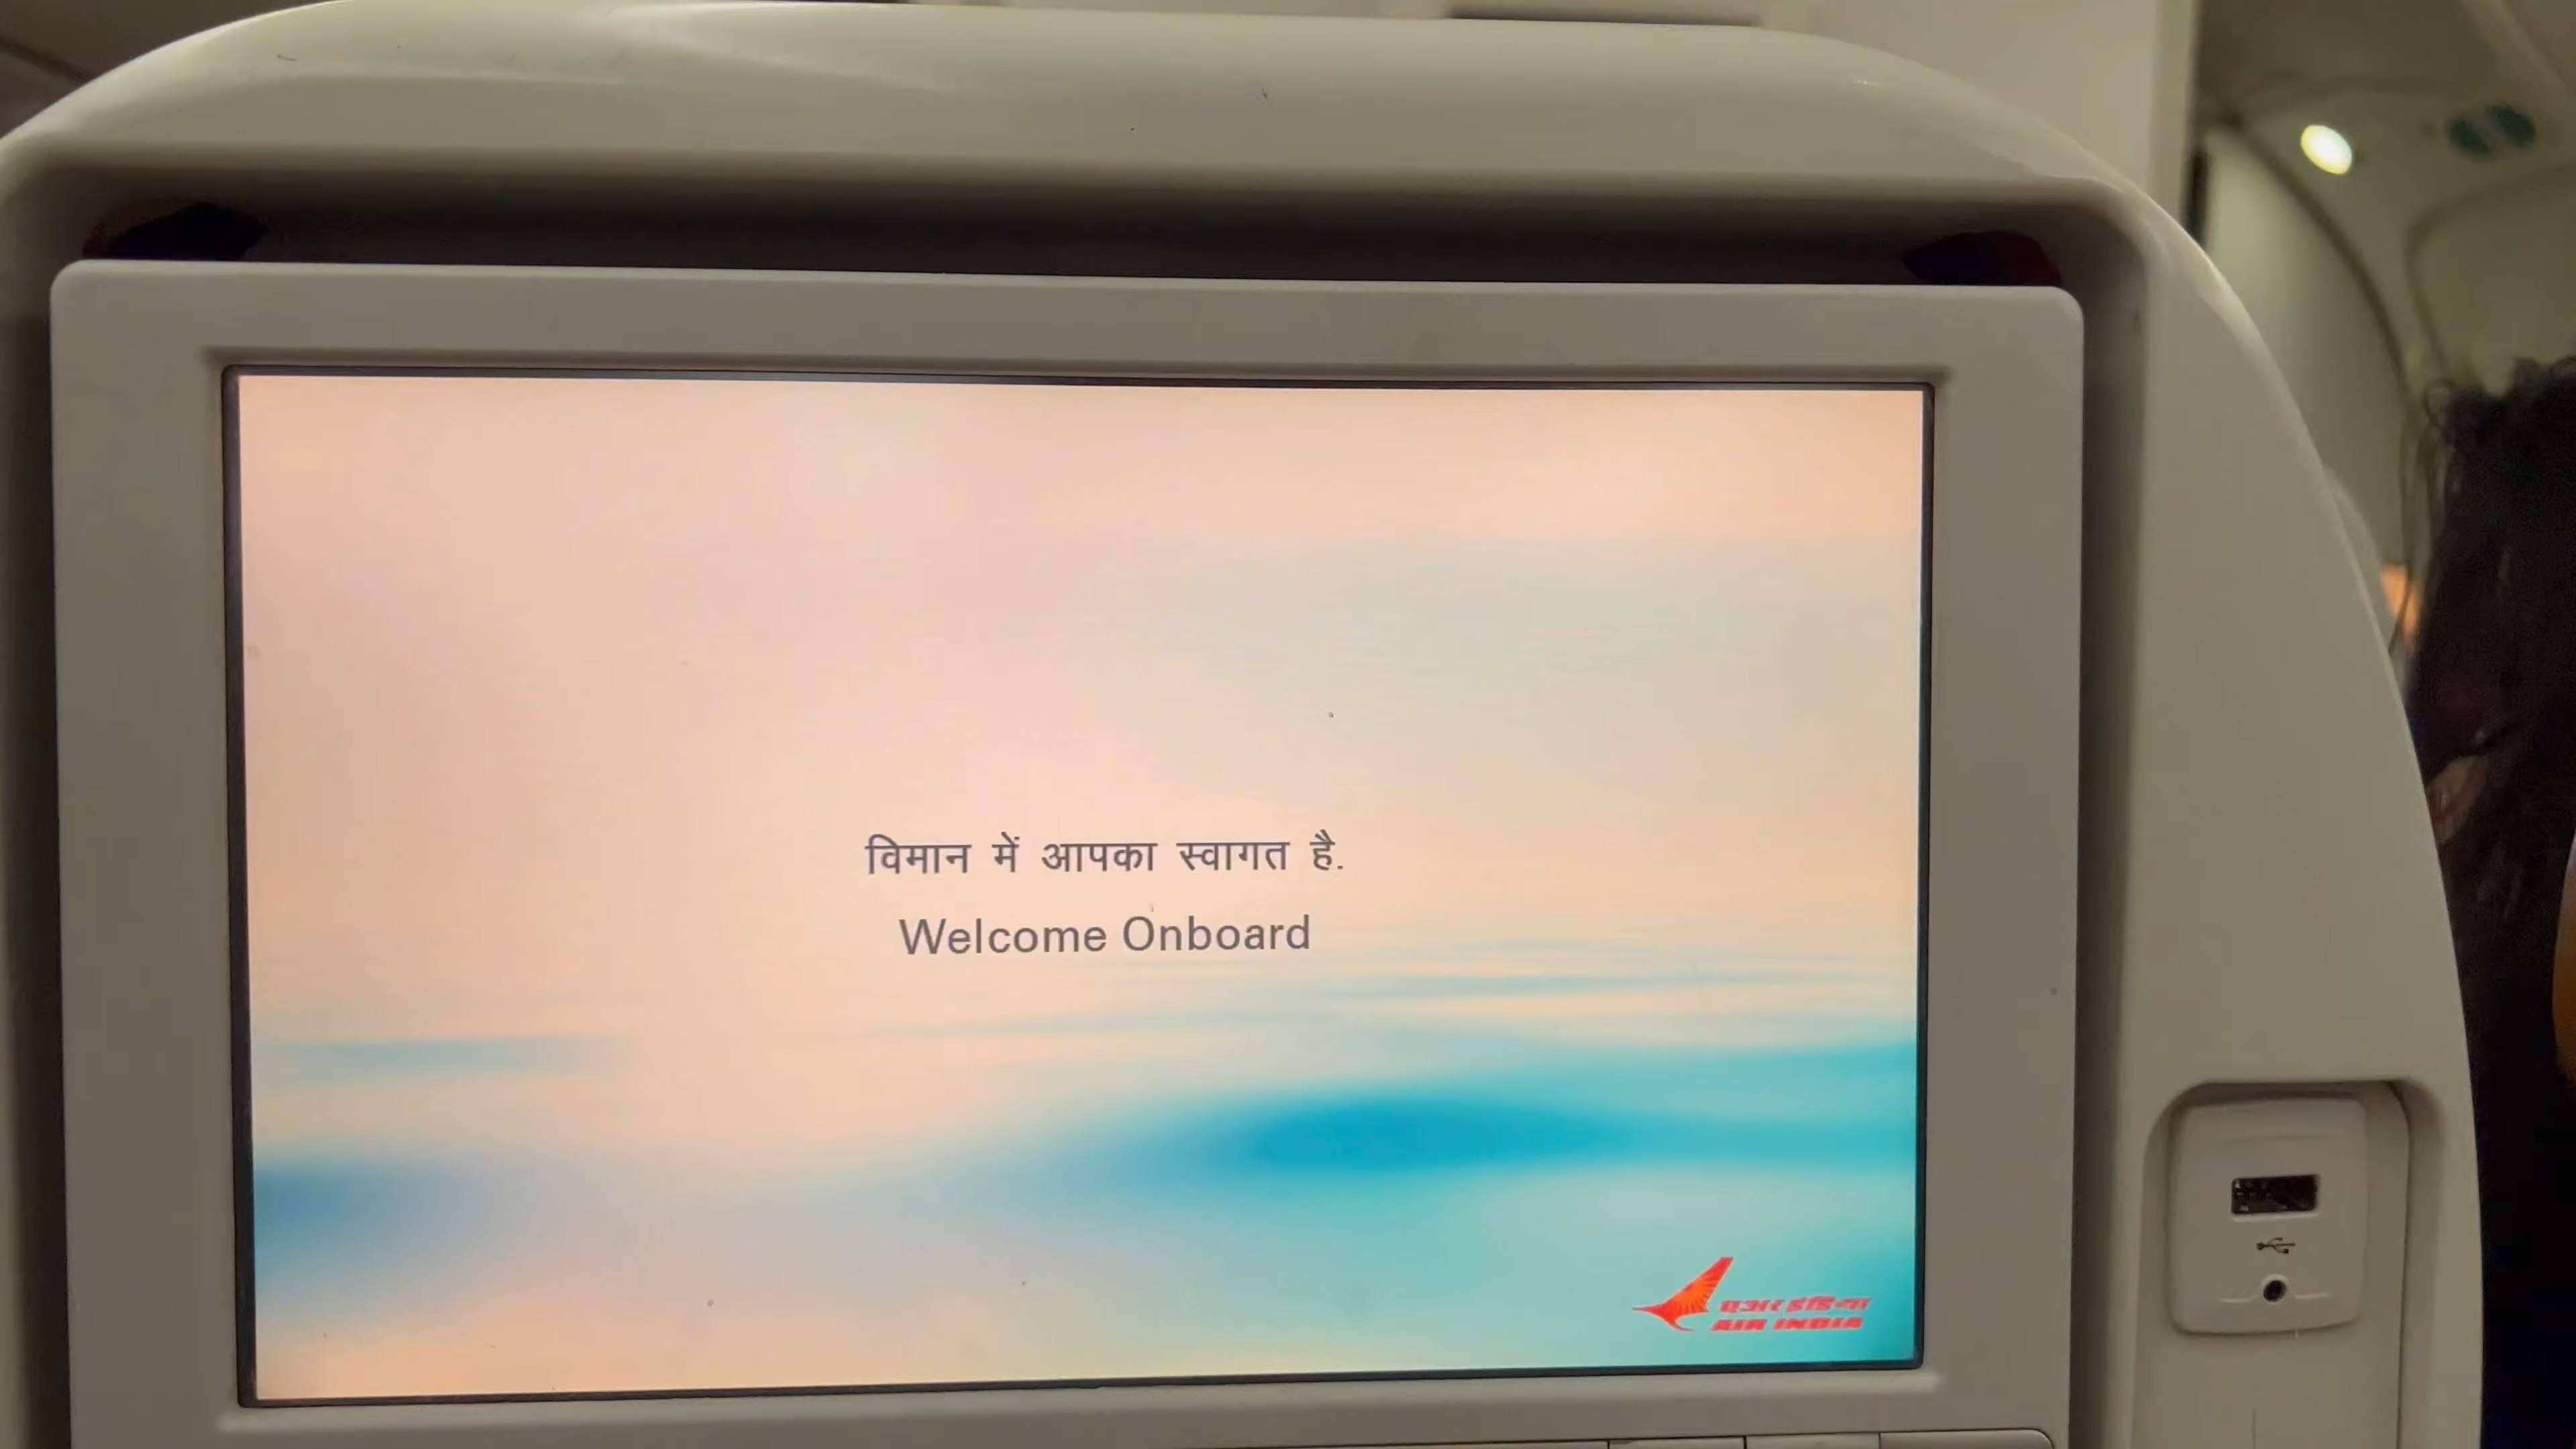 विमान में आपका स्वागत है.
Welcome Onboard
एअर इंडिया
AIR INDIA